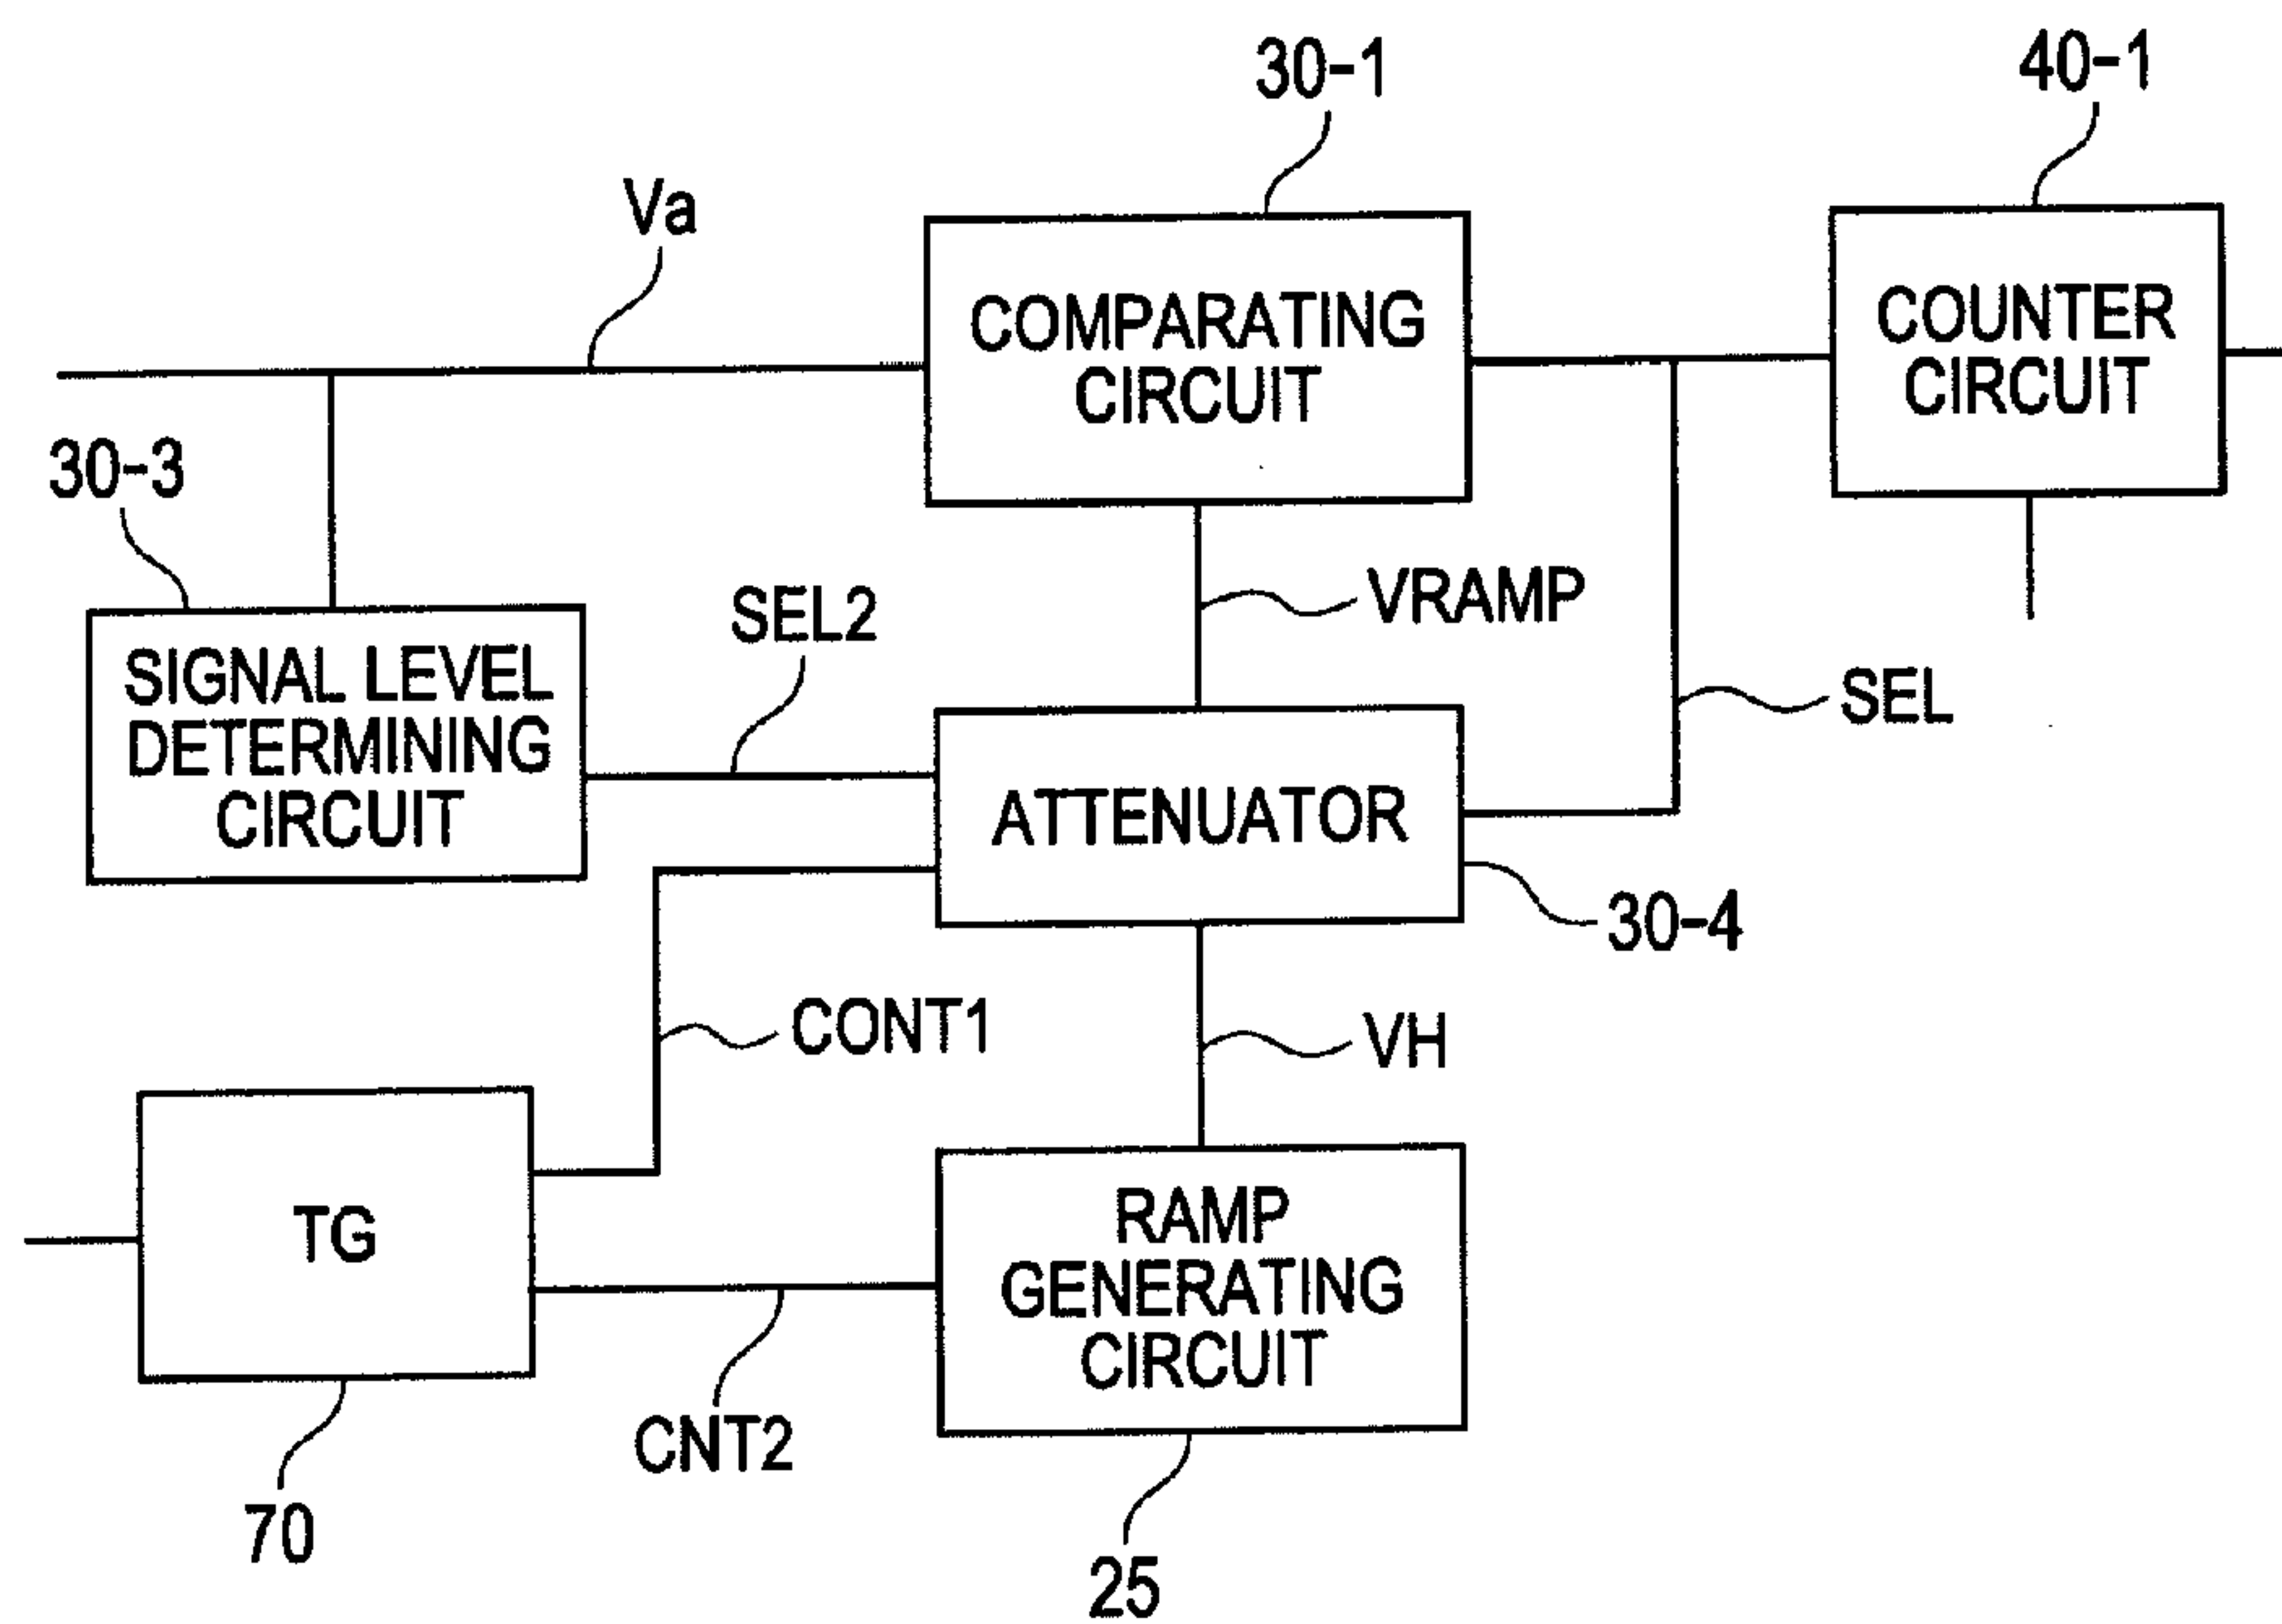 30-1
40-1
Va
COMPARATING
CIRCUIT
COUNTER
CIRCUIT
30-3
SEL2
VRAMP
SIGNAL LEVEL
DETERMINING
CIRCUIT
SEL
ATTENUATOR
30-4
CONT1
VH
TG
RAMP
GENERATING
CIRCUIT
CNT2
70
25